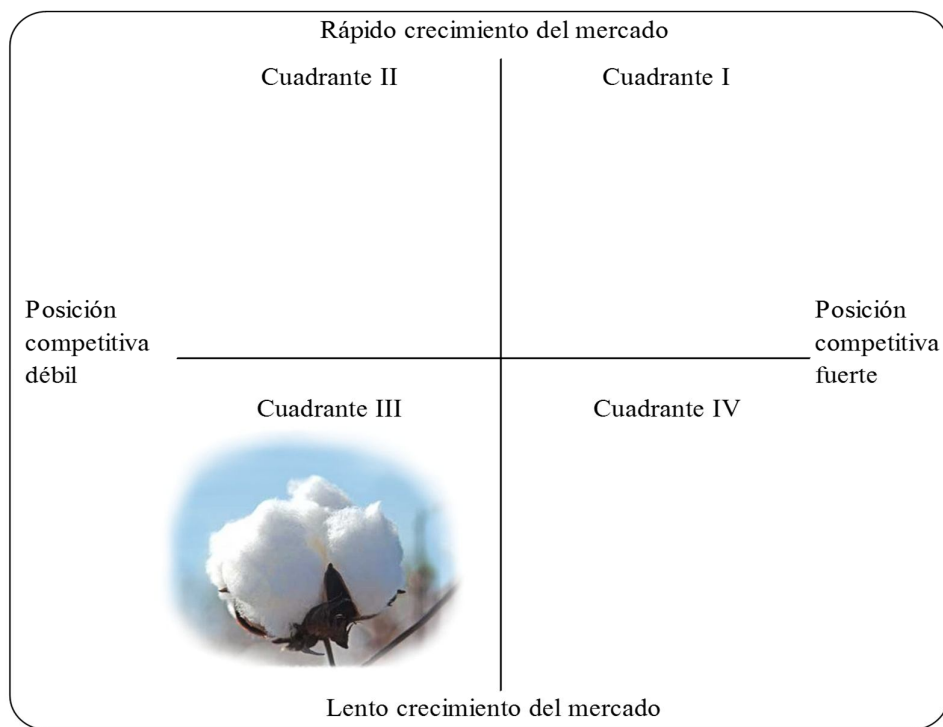 Rápido crecimiento del mercado
Cuadrante II
Cuadrante I
Posición
competitiva
débil
Posición
competitiva
fuerte
Cuadrante III
Cuadrante IV
Lento crecimiento del mercado